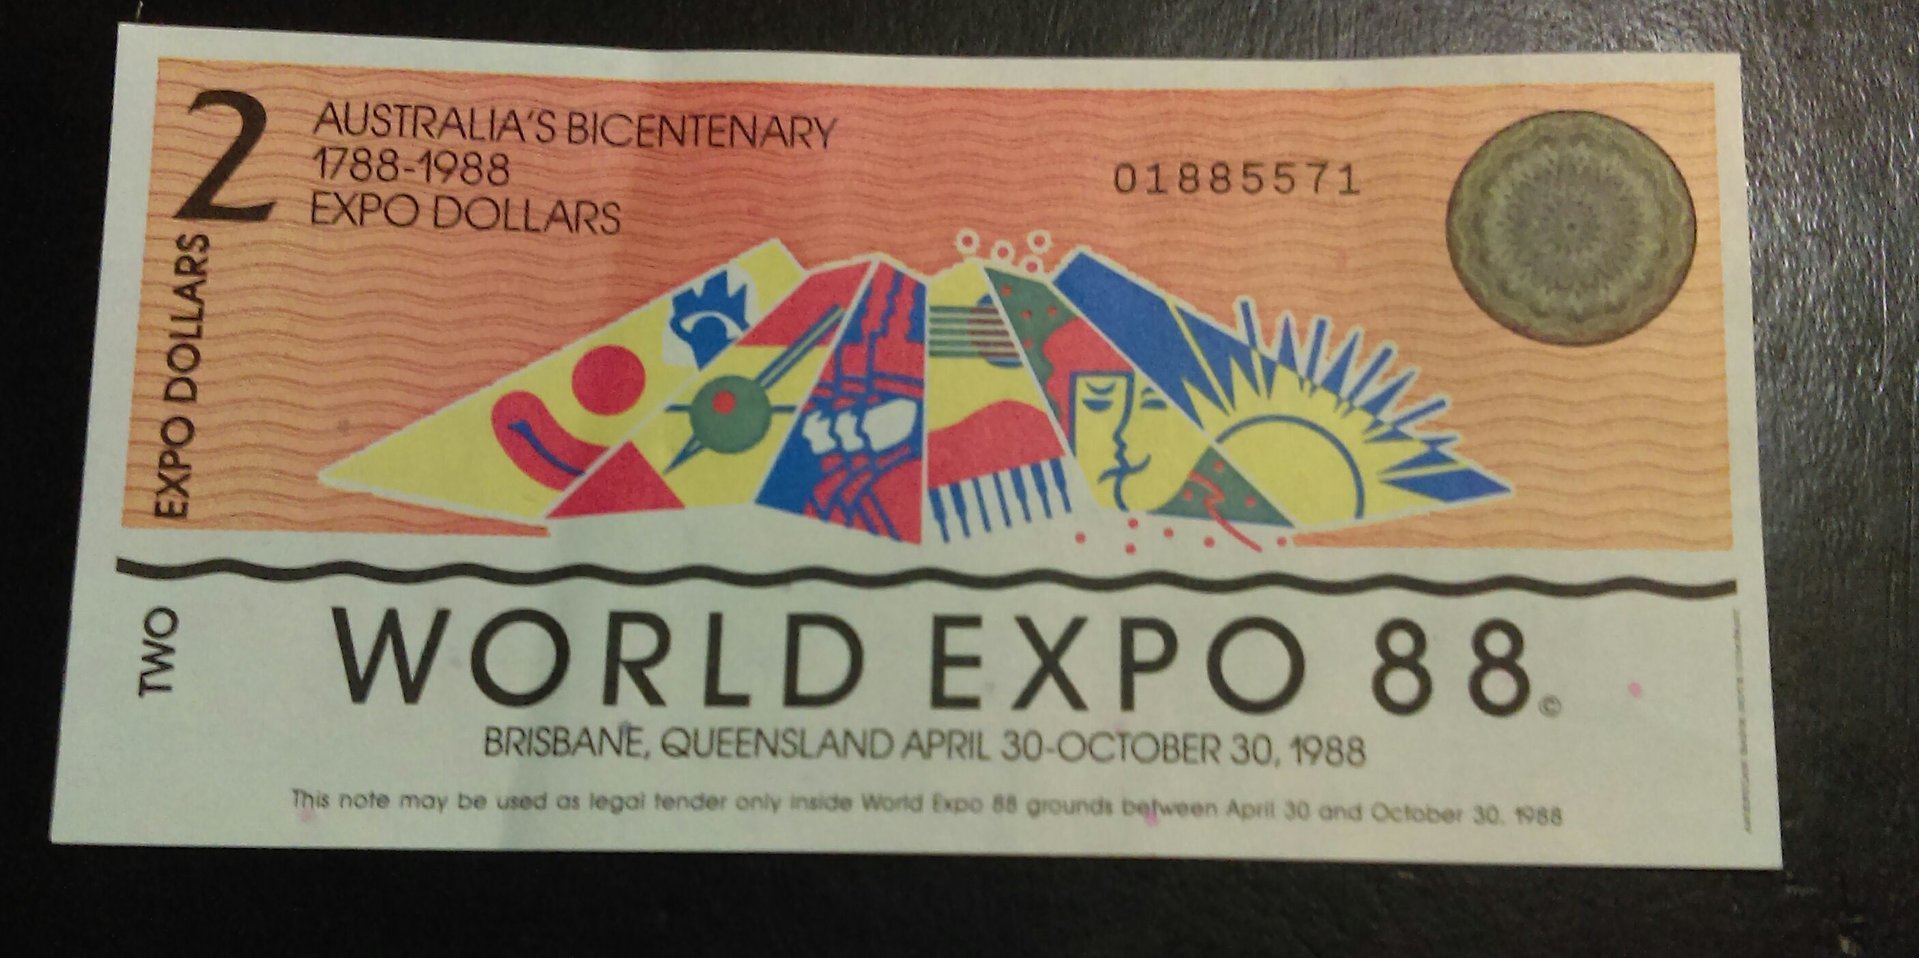 2
AUSTRALIA'S BICENTENARY
1788-1988
EXPO DOLLARS
01885571
EXPO DOLLARS
TWO
WORLD EXPO 88©
BRISBANE, QUEENSLAND APRIL 30-OCTOBER 30, 1988
This note may be used as legal tender only inside World Expo 88 grounds between April 30 and October 30, 1988